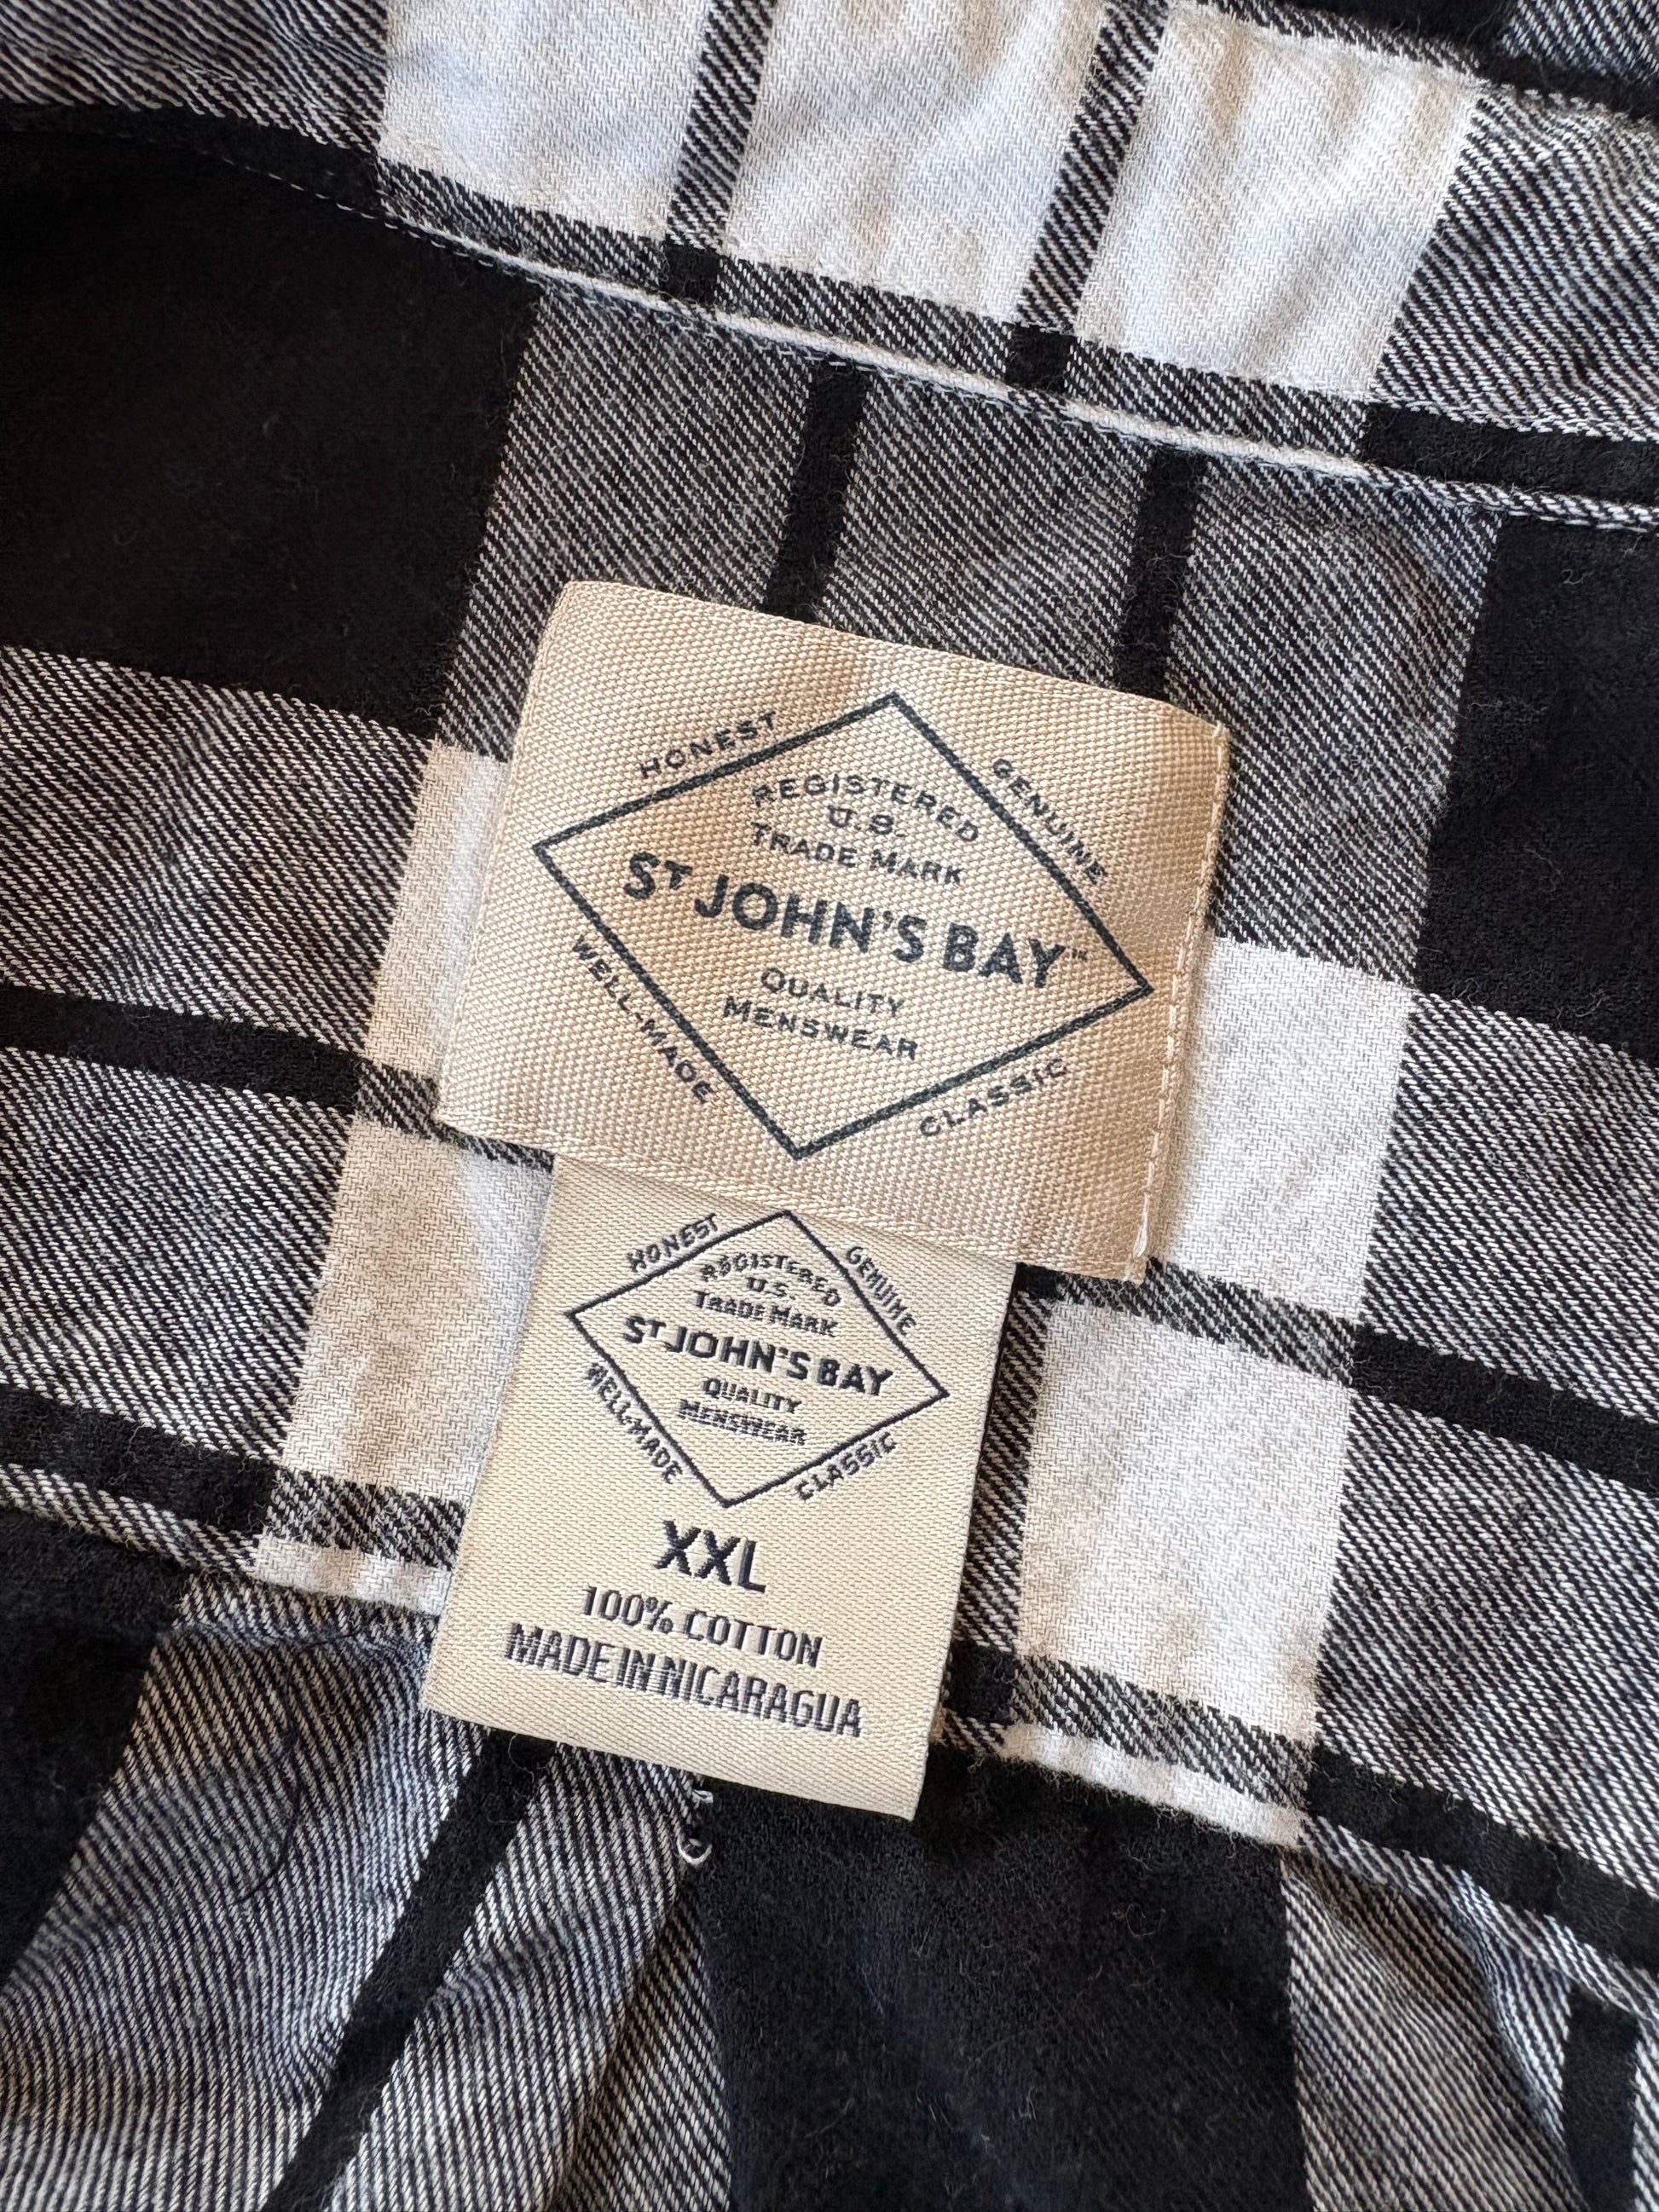 HONEST
GENUINE
REGISTERED
U.S.
TRADE MARK
ST JOHN'S BAY™
QUALITY
MENSWEAR
WELL-MADE
CLASSIC
HONEST
GENUINE
REGISTERED
U.S.
TRADE MARK
ST JOHN'S BAY
QUALITY
MENSWEAR
WELL-MADE
CLASSIC
XXL
100% COTTON
MADE IN NICARAGUA